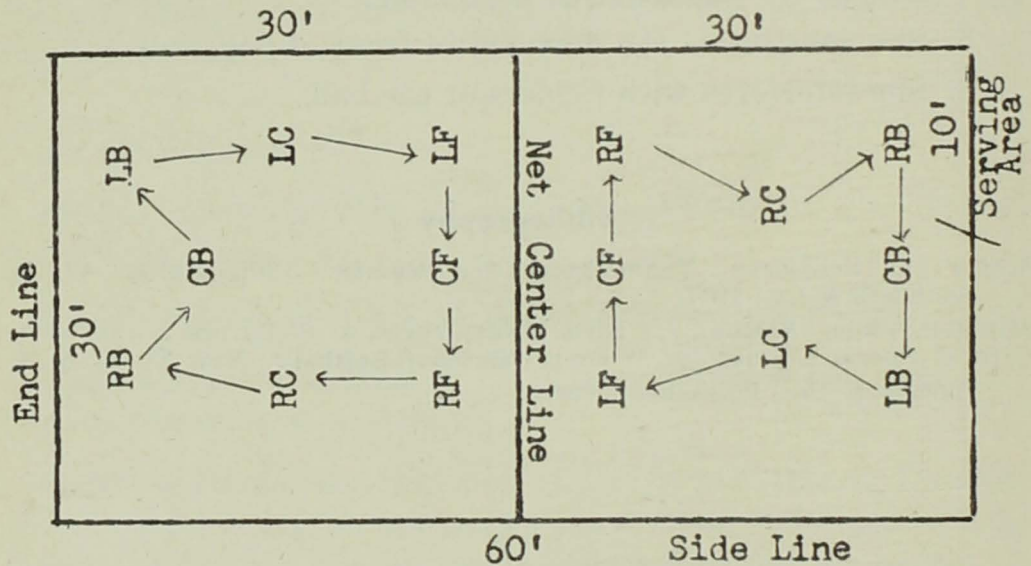 30'
30'
End Line
30'
LB
LC
LF
CB
CF
RB
RC
RF
Net Center Line
RF
RC
RB
CF
CB
LF
LC
LB
10'
Serving
Area
60'
Side Line